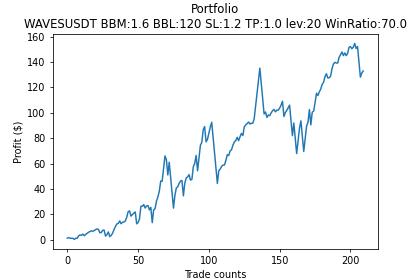 Portfolio
WAVESUSDT BBM:1.6 BBL:120 SL:1.2 TP:1.0 lev:20 WinRatio:70.0
160
140
120
100
80
60
40
20
0
Profit ($)
0 50 100 150 200
Trade counts